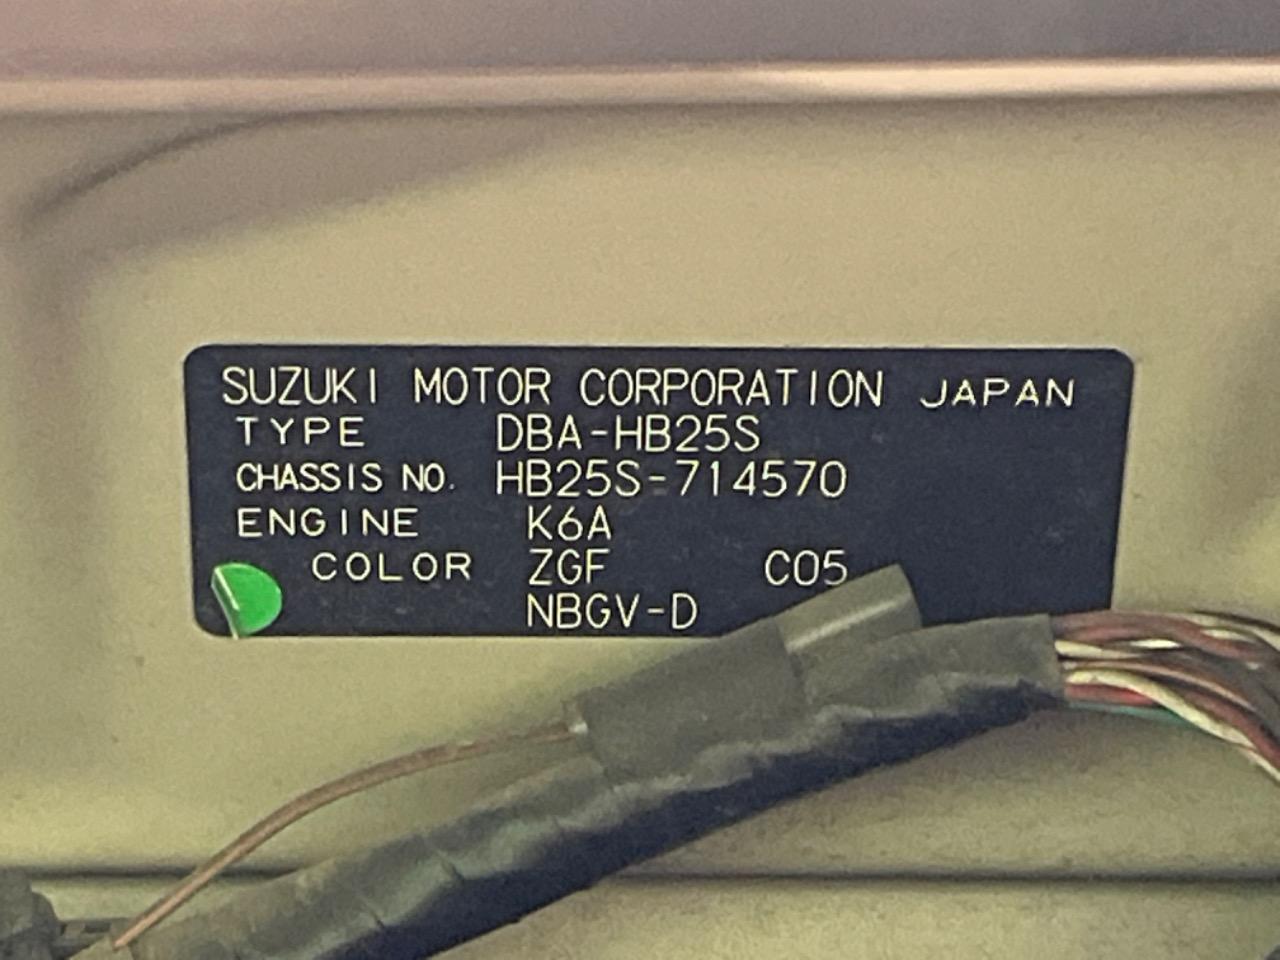 SUZUKI MOTOR CORPORATION JAPAN
TYPE DBA-HB25S
CHASSIS NO. HB25S-714570
ENGINE K6A
COLOR ZGF C05
NBGV-D